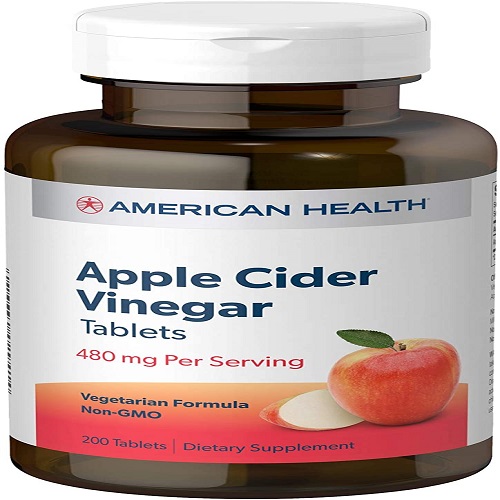 AMERICAN HEALTH®
Apple Cider
Vinegar
Tablets
480 mg Per Serving
Vegetarian Formula
Non-GMO
200 Tablets | Dietary Supplement